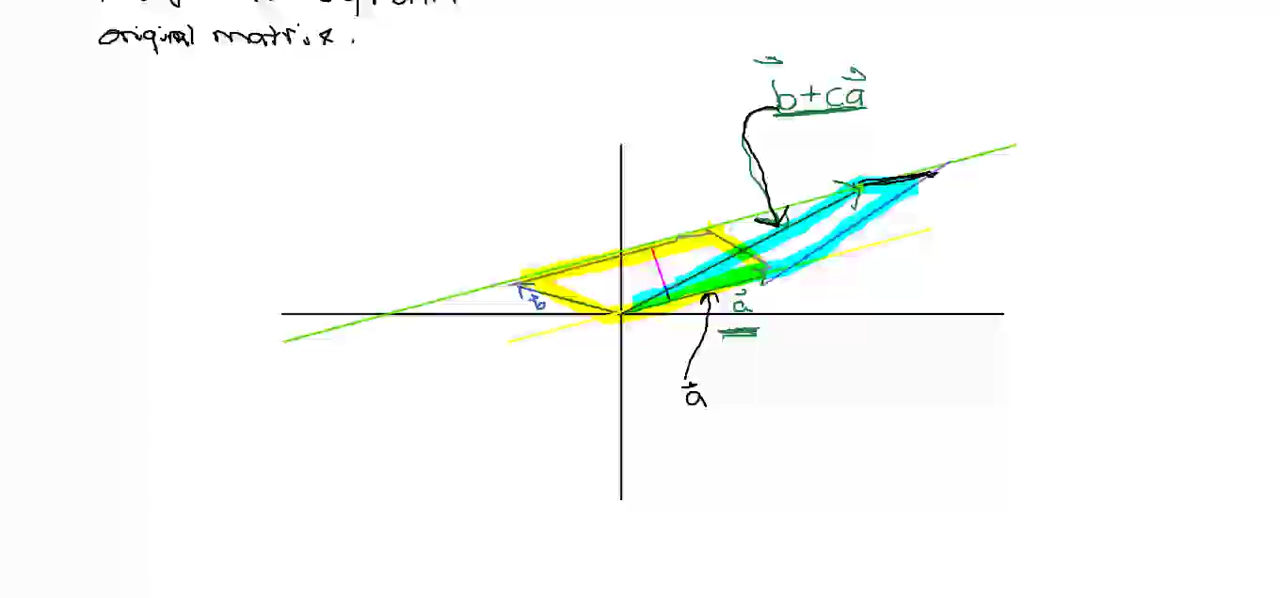 original matrix.
b⃗+ca⃗
b⃗
a⃗
a⃗